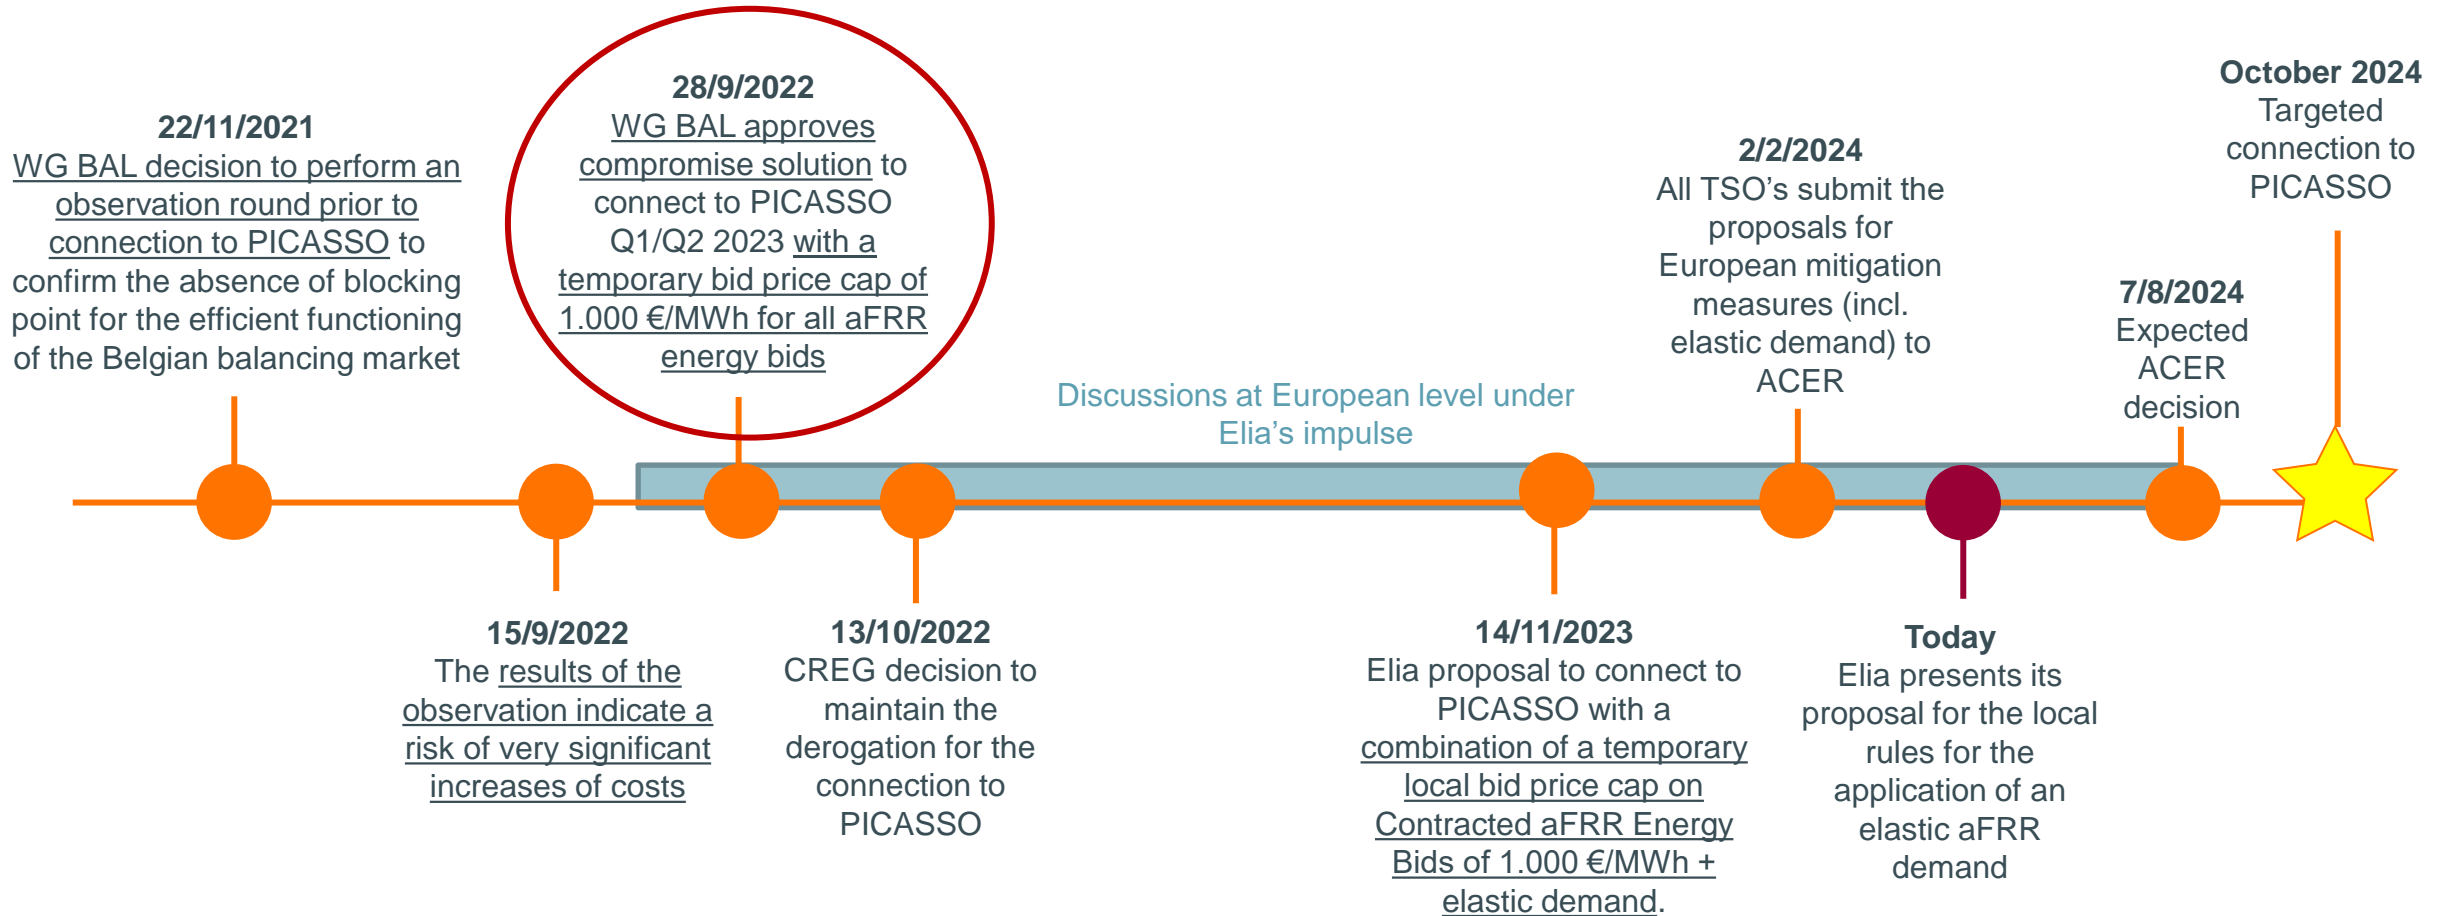 22/11/2021
WG BAL decision to perform an
observation round prior to
connection to PICASSO to
confirm the absence of blocking
point for the efficient functioning
of the Belgian balancing market
28/9/2022
WG BAL approves
compromise solution to
connect to PICASSO
Q1/Q2 2023 with a
temporary bid price cap of
1.000 €/MWh for all aFRR
energy bids
Discussions at European level under
Elia’s impulse
2/2/2024
All TSO’s submit the
proposals for
European mitigation
measures (incl.
elastic demand) to
ACER
7/8/2024
Expected
ACER
decision
October 2024
Targeted
connection to
PICASSO
15/9/2022
The results of the
observation indicate a
risk of very significant
increases of costs
13/10/2022
CREG decision to
maintain the
derogation for the
connection to
PICASSO
14/11/2023
Elia proposal to connect to
PICASSO with a
combination of a temporary
local bid price cap on
Contracted aFRR Energy
Bids of 1.000 €/MWh +
elastic demand.
Today
Elia presents its
proposal for the local
rules for the
application of an
elastic aFRR
demand